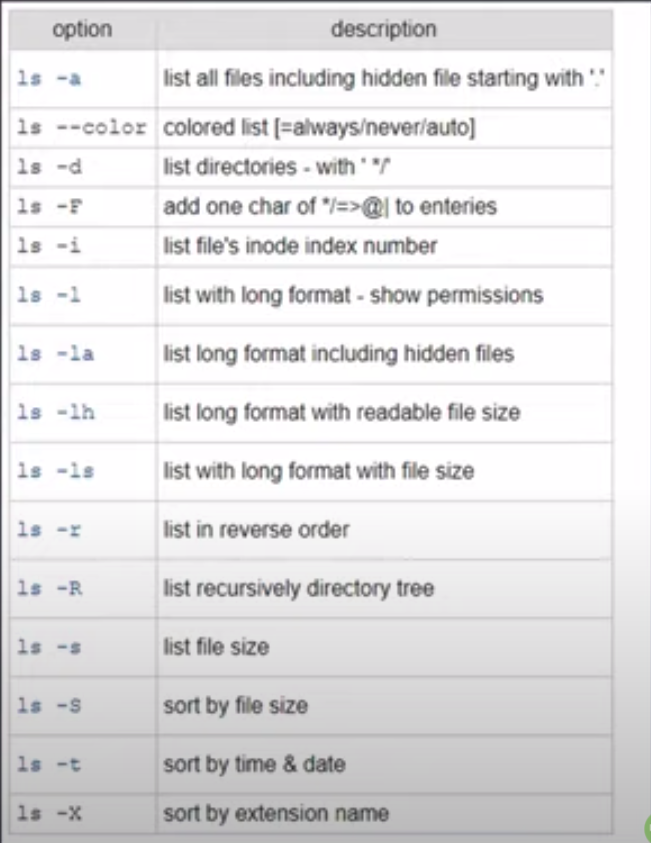 option description
ls -a list all files including hidden file starting with '.'
ls --color colored list [=always/never/auto]
ls -d list directories - with ' */'
ls -F add one char of */=>@| to enteries
ls -i list file's inode index number
ls -l list with long format - show permissions
ls -la list long format including hidden files
ls -lh list long format with readable file size
ls -ls list with long format with file size
ls -r list in reverse order
ls -R list recursively directory tree
ls -s list file size
ls -S sort by file size
ls -t sort by time & date
ls -X sort by extension name